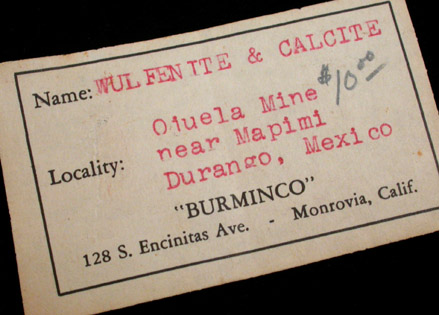 Name: WULFENITE & CALCITE
$10.00
Locality: Ojuela Mine
near Mapimi
Durango, Mexico
"BURMINCO"
128 S. Encinitas Ave. - Monrovia, Calif.